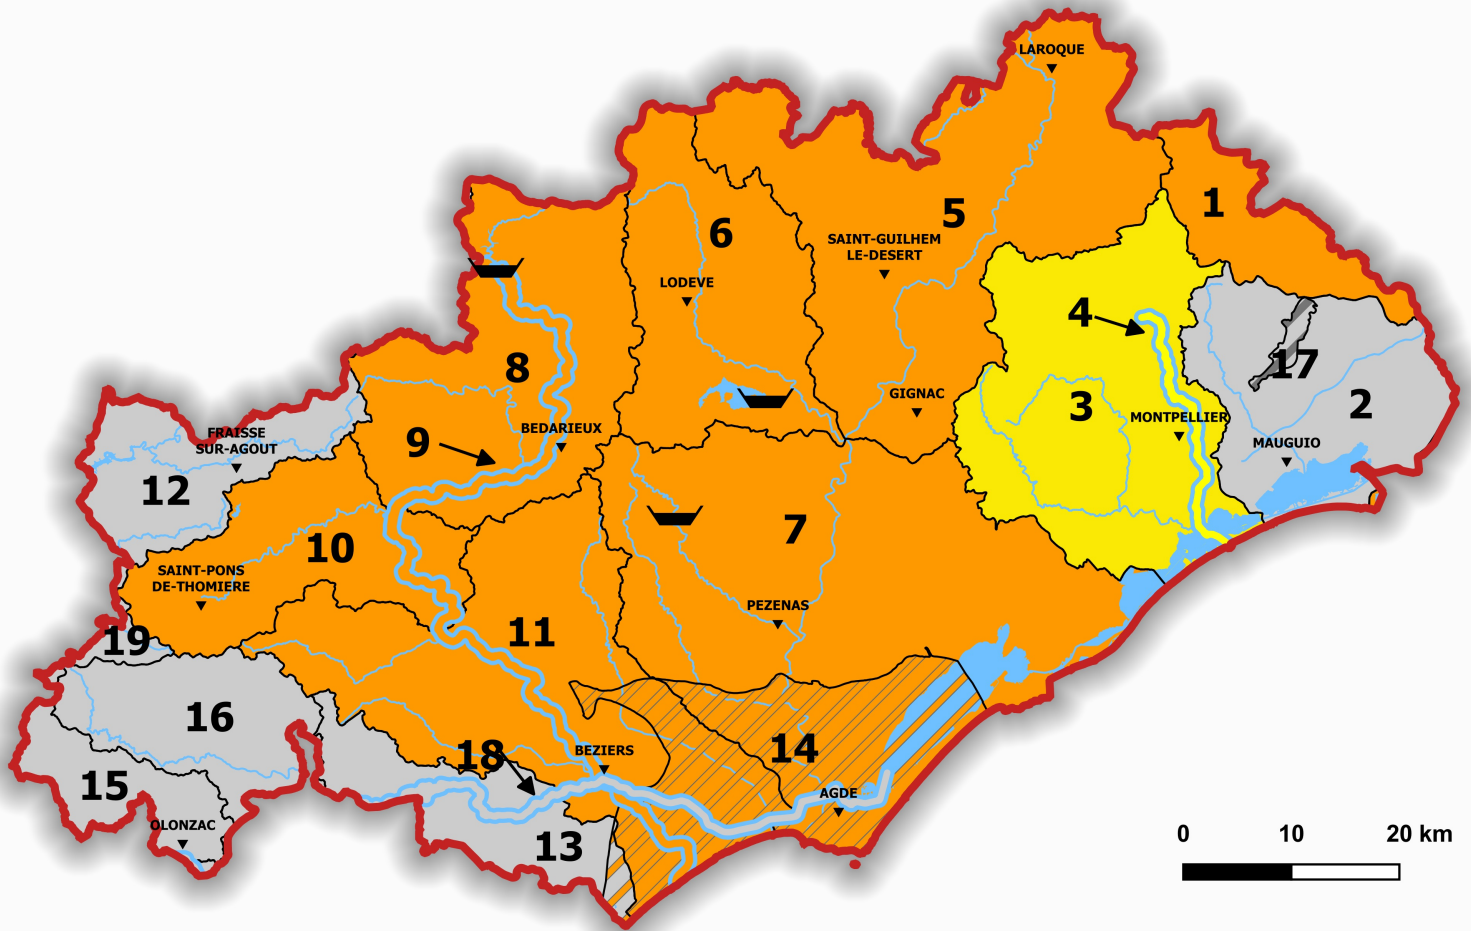 LAROQUE
1
5
6
SAINT-GUILHEM
LE-DESERT
LODEVE
4
8
17
GIGNAC
3
2
MONTPELLIER
BEDARIEUX
9
FRAISSE
SUR-AGOUT
MAUGUIO
12
7
10
SAINT-PONS
DE-THOMIERE
PEZENAS
11
19
16
14
18
BEZIERS
15
AGDE
OLONZAC
13
0 10 20 km